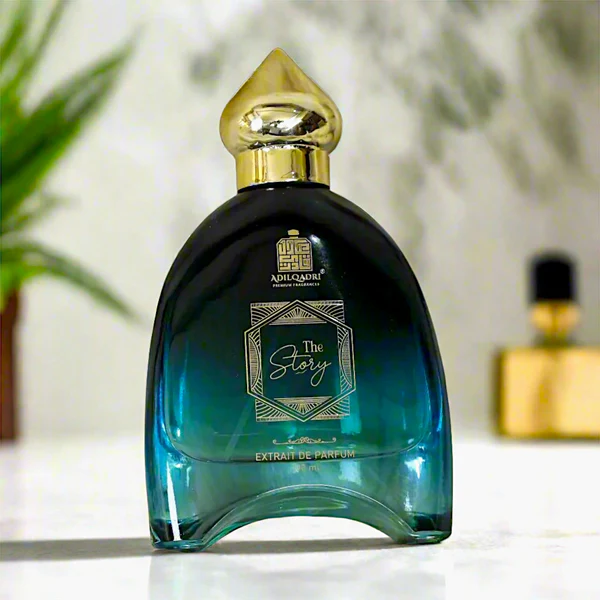 ADILQADRI®
PREMIUM FRAGRANCES
The
Story
EXTRAIT DE PARFUM